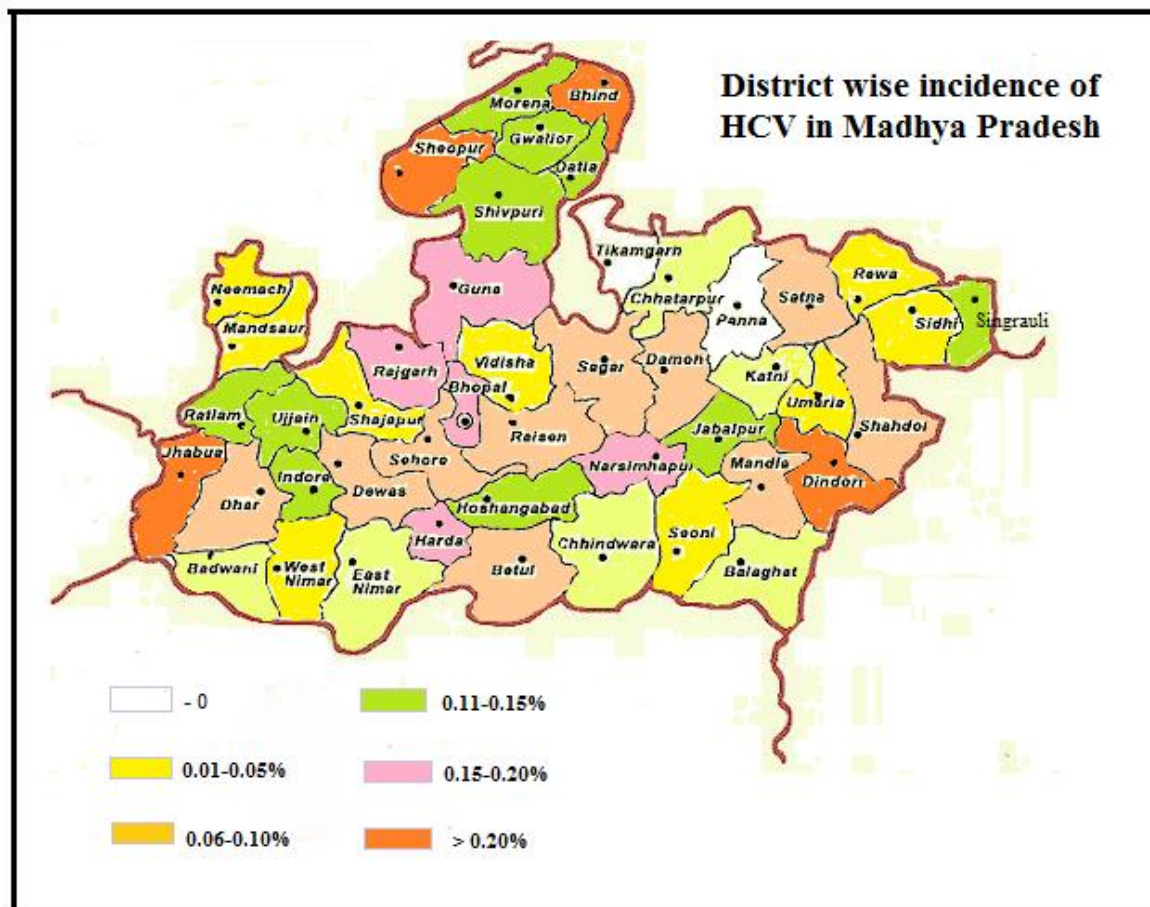 District wise incidence of
HCV in Madhya Pradesh
Morena
Bhind
Gwalior
Sheopur
Datia
Shivpuri
Tikamgarh
Rewa
Neemach
Guna
Chhatarpur
Satna
Panna
Sidhi
Singrauli
Mandsaur
Rajgarh
Vidisha
Sagar
Damoh
Katni
Bhopal
Umaria
Ratlam
Ujjain
Shajapur
Raisen
Jabalpur
Shahdol
Jhabua
Sehore
Narsimhapur
Mandla
Indore
Dindori
Dhar
Dewas
Hoshangabad
Seoni
Harda
Chhindwara
Badwani
West
Nimar
East
Nimar
Betul
Balaghat
- 0
0.11-0.15%
0.01-0.05%
0.15-0.20%
0.06-0.10%
> 0.20%